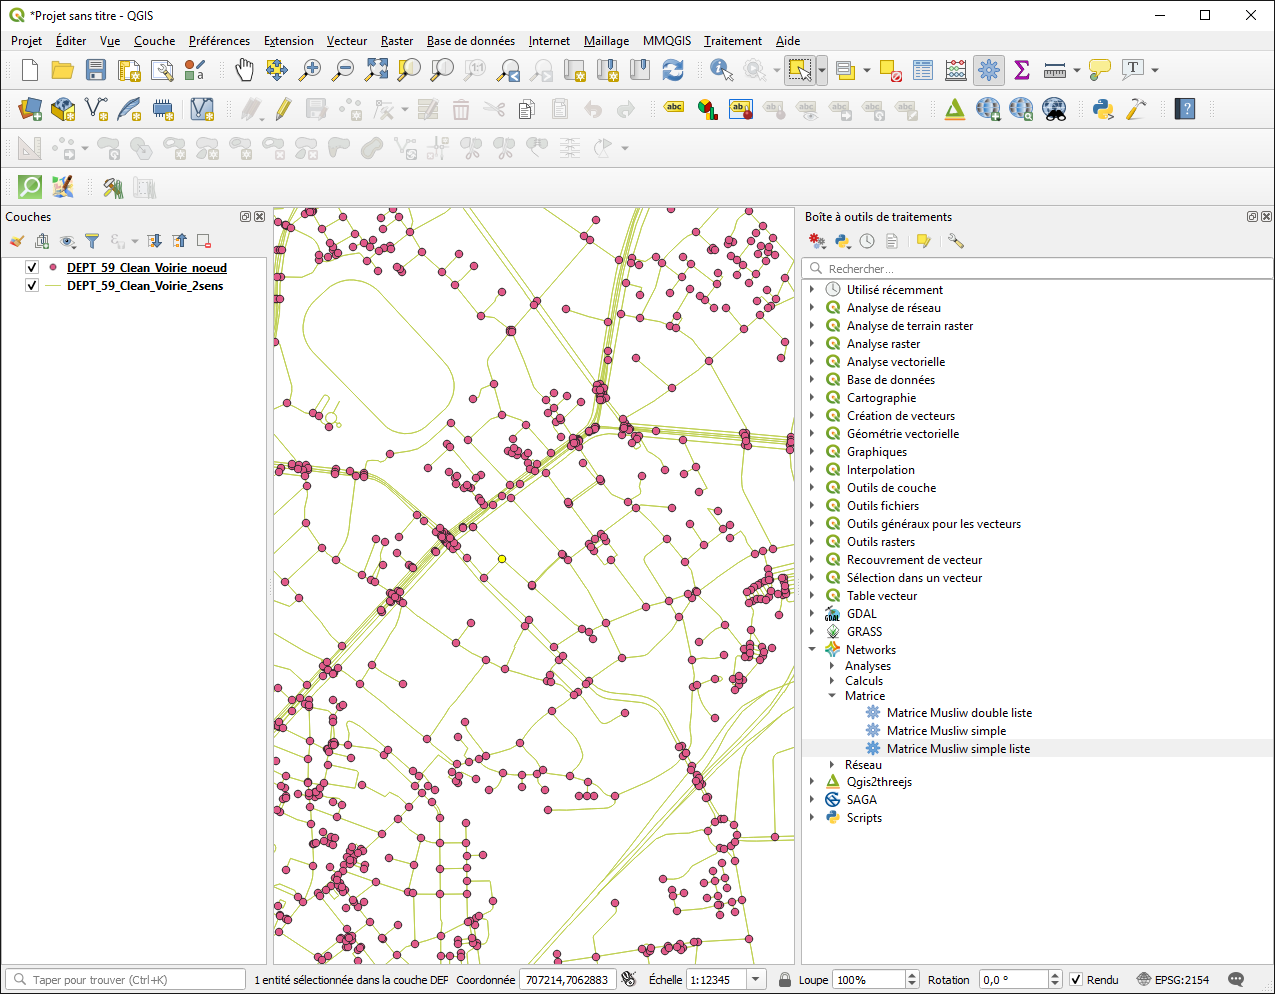 *Projet sans titre - QGIS
Projet Éditer Vue Couche Préférences Extension Vecteur Raster Base de données Internet Maillage MMQGIS Traitement Aide
Couches
DEPT_59_Clean_Voirie_noeud
DEPT_59_Clean_Voirie_2sens
Boîte à outils de traitements
Rechercher...
Utilisé récemment
Analyse de réseau
Analyse de terrain raster
Analyse raster
Analyse vectorielle
Base de données
Cartographie
Création de vecteurs
Géométrie vectorielle
Graphiques
Interpolation
Outils de couche
Outils fichiers
Outils généraux pour les vecteurs
Outils rasters
Recouvrement de vecteur
Sélection dans un vecteur
Table vecteur
GDAL
GRASS
Networks
Analyses
Calculs
Matrice
Matrice Musliw double liste
Matrice Musliw simple
Matrice Musliw simple liste
Réseau
Qgis2threejs
SAGA
Scripts
Taper pour trouver (Ctrl+K) 1 entité sélectionnée dans la couche DEF Coordonnée 707214,7062883 Échelle 1:12345 Loupe 100% Rotation 0,0 ° Rendu EPSG:2154